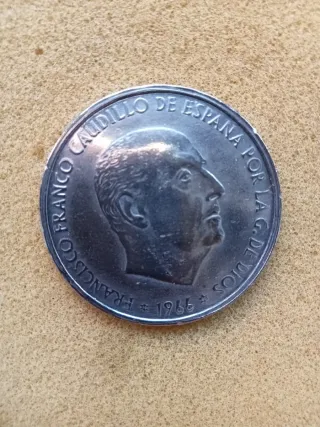 FRANCISCO FRANCO CAUDILLO DE ESPAÑA POR LA G. DE DIOS
* 1966 *